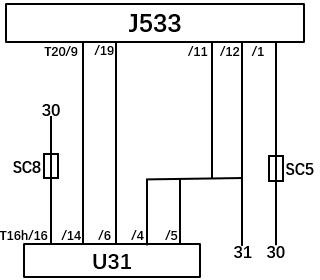 J533
T20/9 /19 /11 /12 /1
30
SC8 SC5
T16h/16 /14 /6 /4 /5
31 30
U31